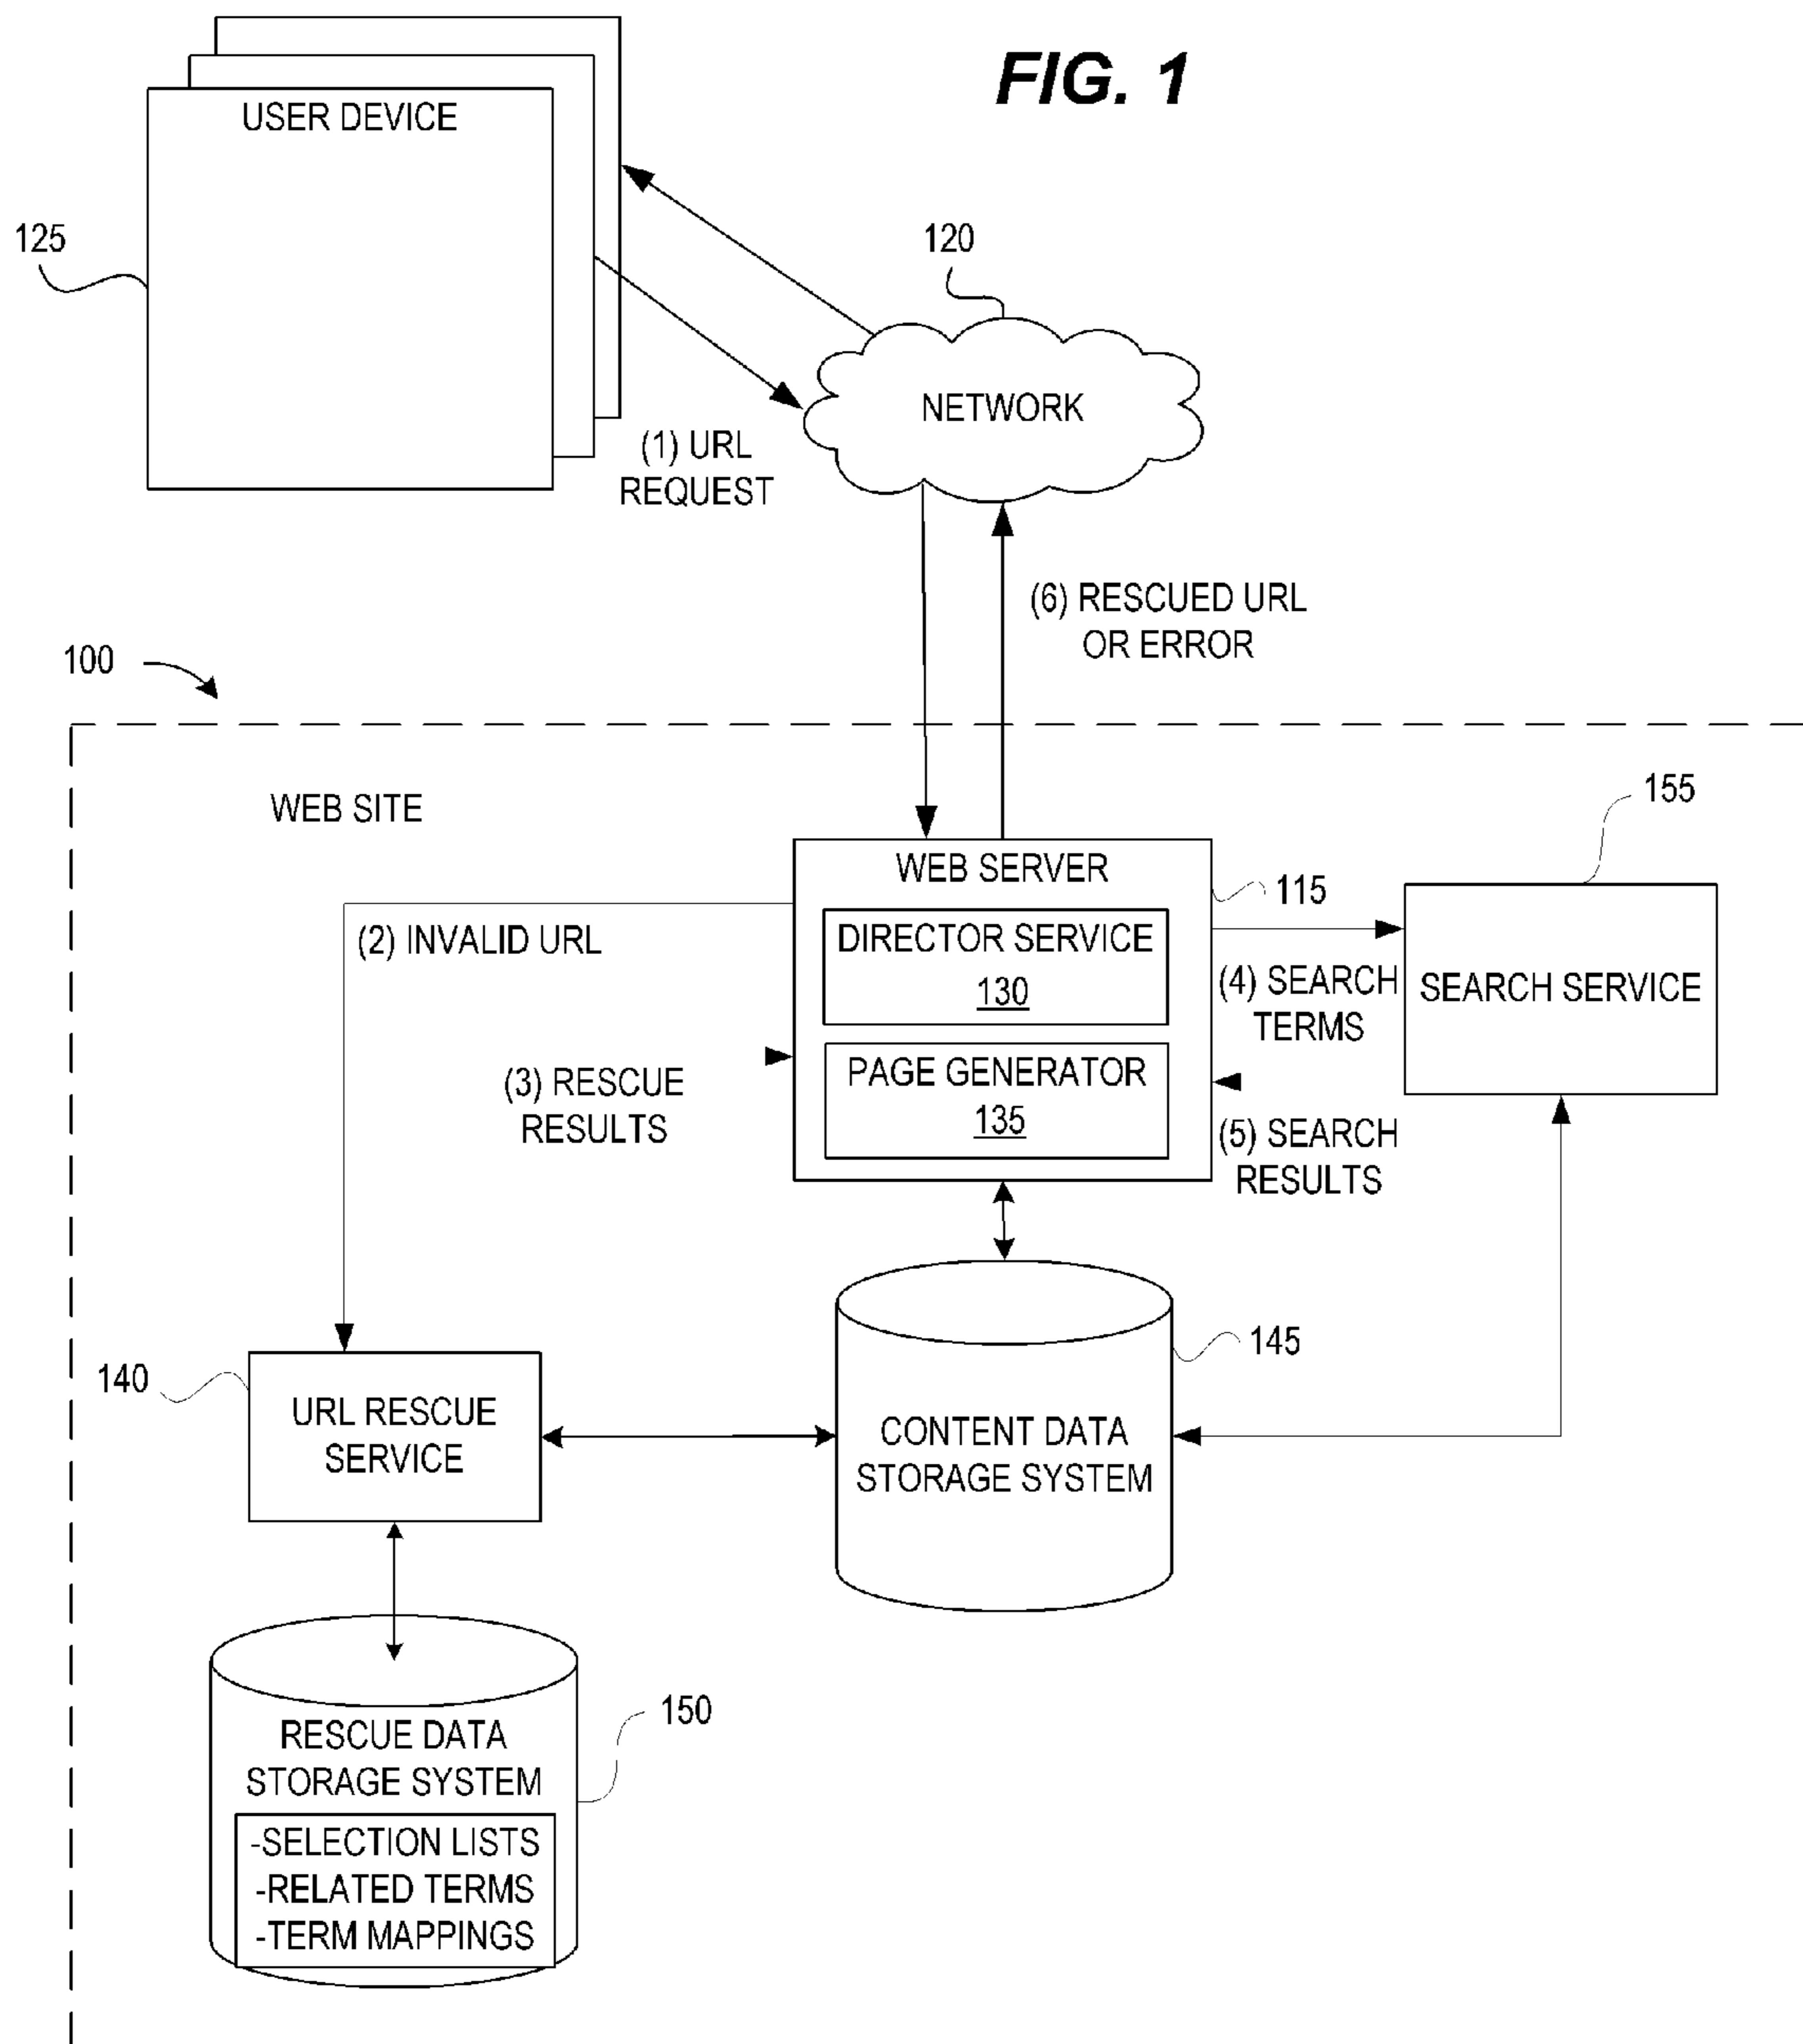 FIG. 1
USER DEVICE
125
120
NETWORK
(1) URL
REQUEST
(6) RESCUED URL
OR ERROR
100
WEB SITE
155
WEB SERVER
115
(2) INVALID URL
DIRECTOR SERVICE
130
(4) SEARCH
TERMS
SEARCH SERVICE
(3) RESCUE
RESULTS
PAGE GENERATOR
135
(5) SEARCH
RESULTS
145
140
URL RESCUE
SERVICE
CONTENT DATA
STORAGE SYSTEM
150
RESCUE DATA
STORAGE SYSTEM
-SELECTION LISTS
-RELATED TERMS
-TERM MAPPINGS